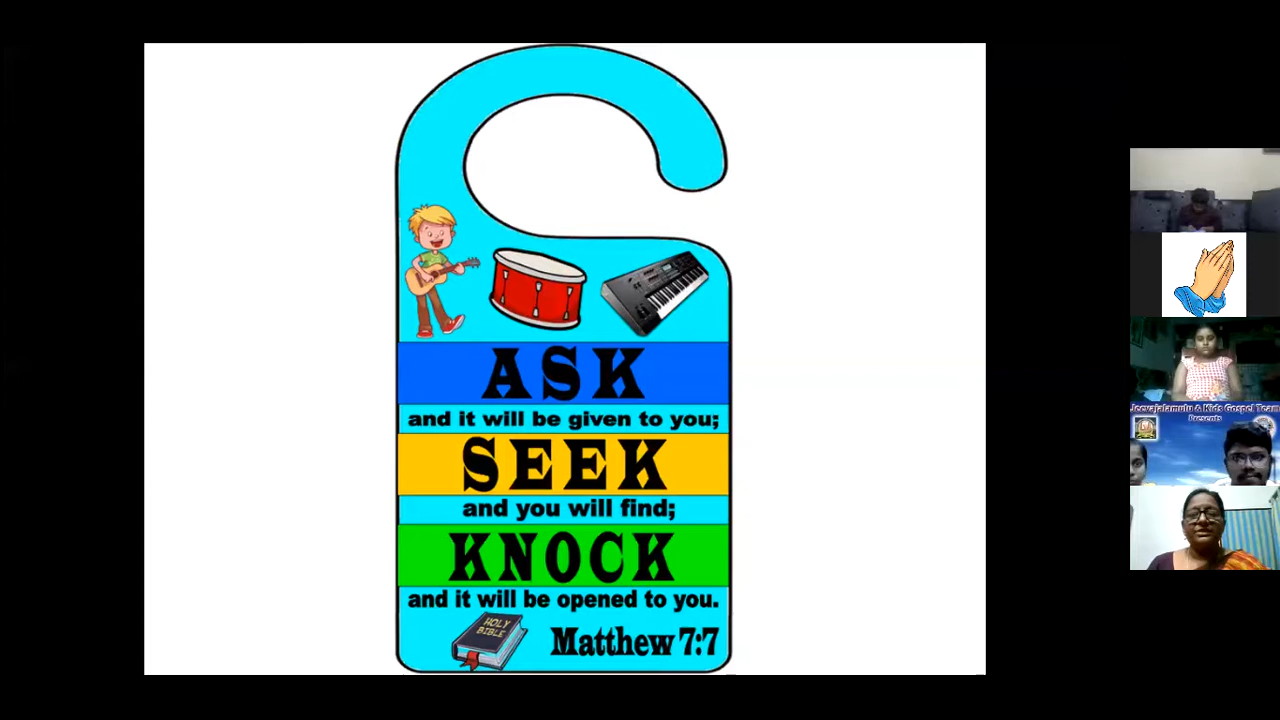 ASK
and it will be given to you;
SEEK
and you will find;
KNOCK
and it will be opened to you.
HOLY
BIBLE
Matthew 7:7
Jeevajalamulu & Kids Gospel Team
Presents